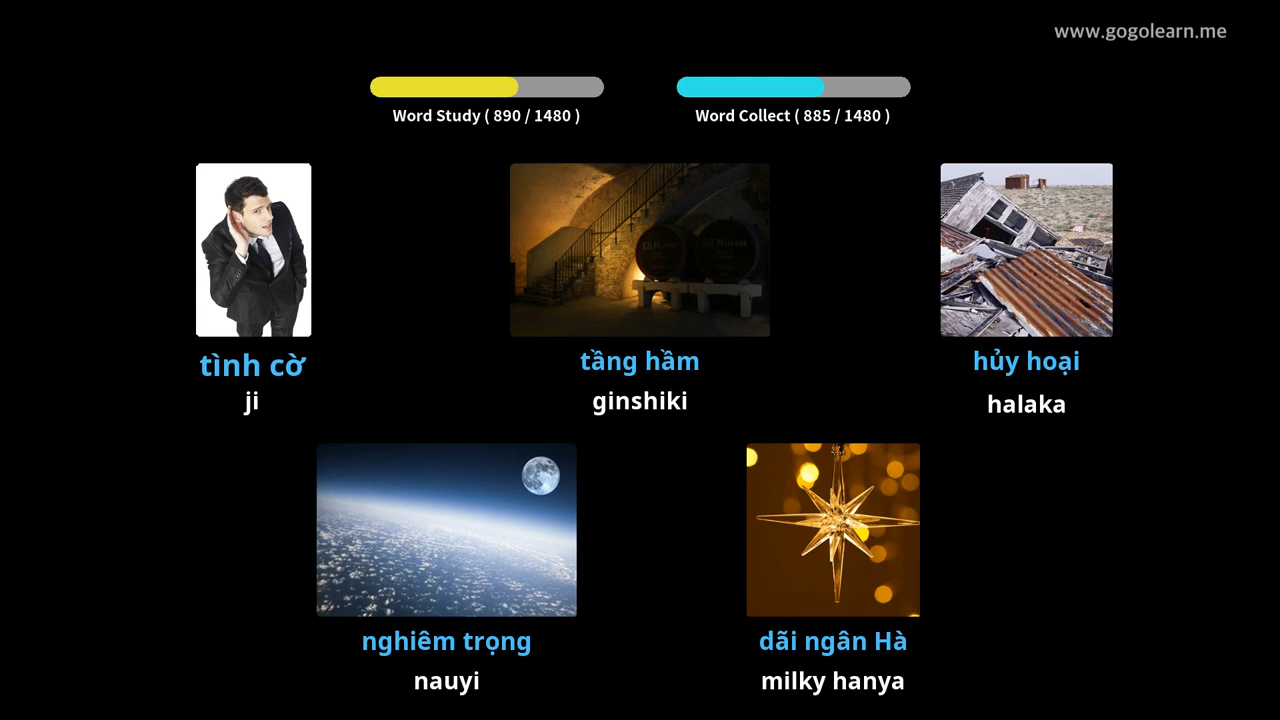 www.gogolearn.me
Word Study ( 890 / 1480 )
Word Collect ( 885 / 1480 )
tình cờ
ji
tầng hầm
ginshiki
hủy hoại
halaka
nghiêm trọng
nauyi
dãi ngân Hà
milky hanya